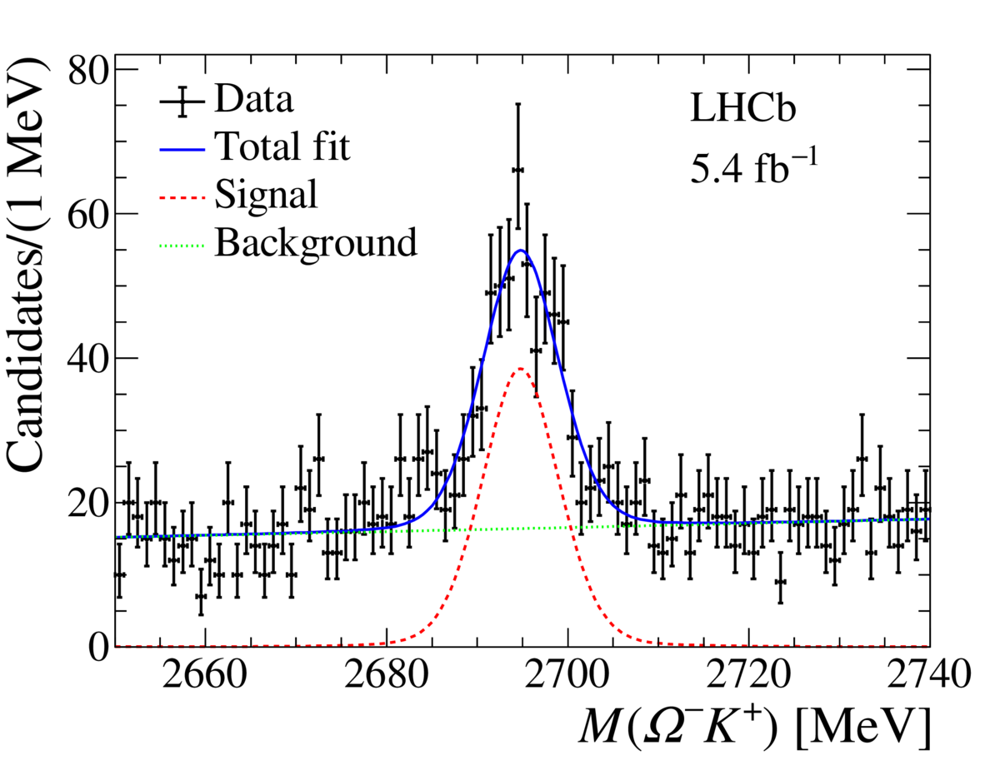 Candidates/(1 MeV)
80
60
40
20
0
Data
Total fit
Signal
Background
LHCb
5.4 fb⁻¹
2660 2680 2700 2720 2740
M(Ω⁻K⁺) [MeV]